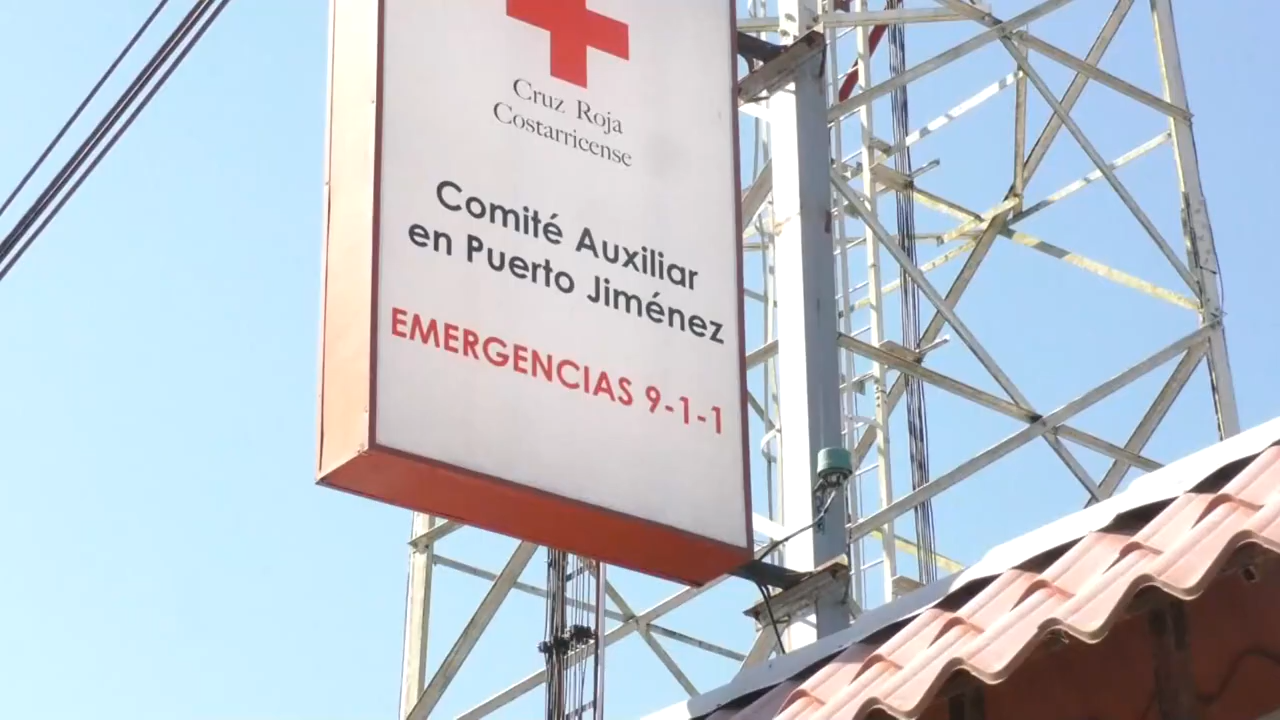 Cruz Roja
Costarricense
Comité Auxiliar
en Puerto Jiménez
EMERGENCIAS 9-1-1